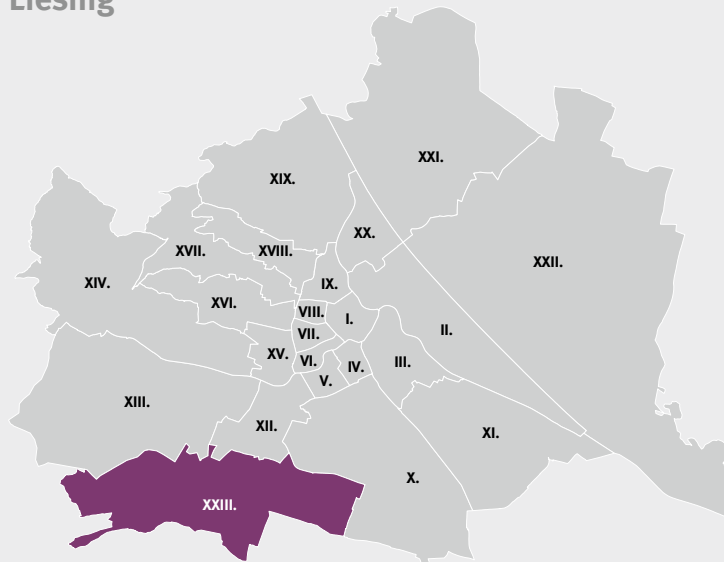 Liesing
XXI.
XIX.
XX.
XVII.
XVIII.
XXII.
XIV.
IX.
XVI.
VIII.
I.
II.
VII.
XV.
VI.
IV.
III.
V.
XIII.
XII.
XI.
X.
XXIII.